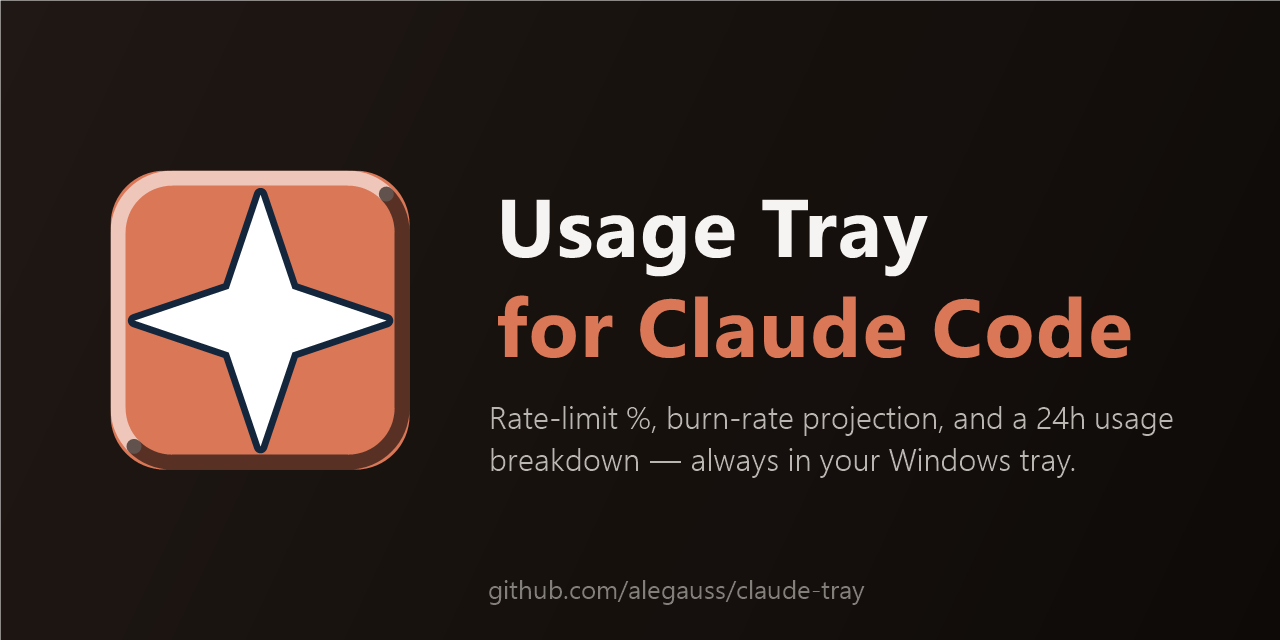 Usage Tray
for Claude Code
Rate-limit %, burn-rate projection, and a 24h usage
breakdown — always in your Windows tray.
github.com/alegauss/claude-tray